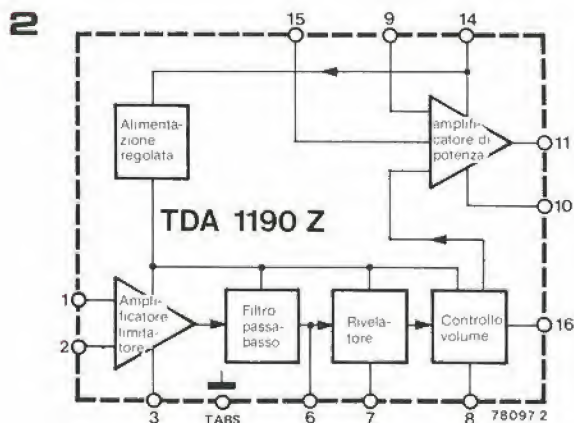 2
15
9
14
Alimenta-
zione
regolata
amplifi-
catore di
potenza
11
10
TDA 1190 Z
1
2
Amplifi-
ficatore
limita-
tore
Filtro
passa-
basso
Rivela-
tore
Controllo
volume
16
3
TABS
6
7
8
78097 2